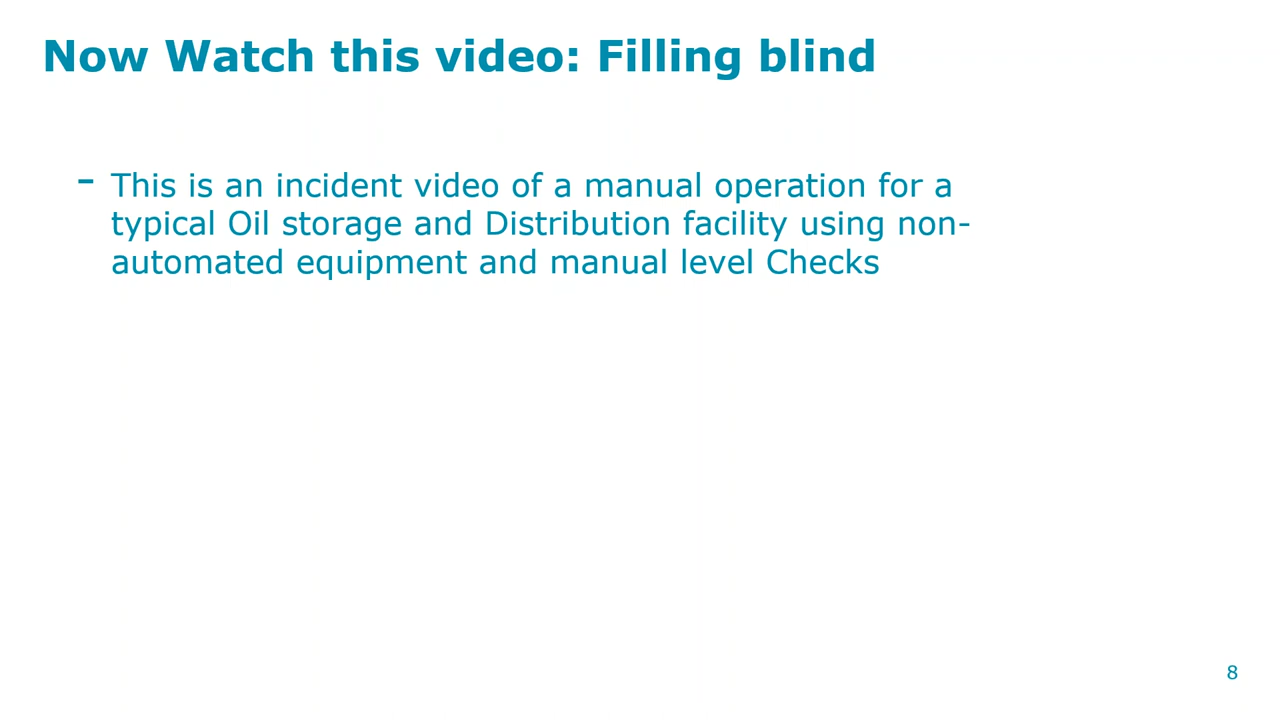 Now Watch this video: Filling blind
- This is an incident video of a manual operation for a
typical Oil storage and Distribution facility using non-
automated equipment and manual level Checks
8